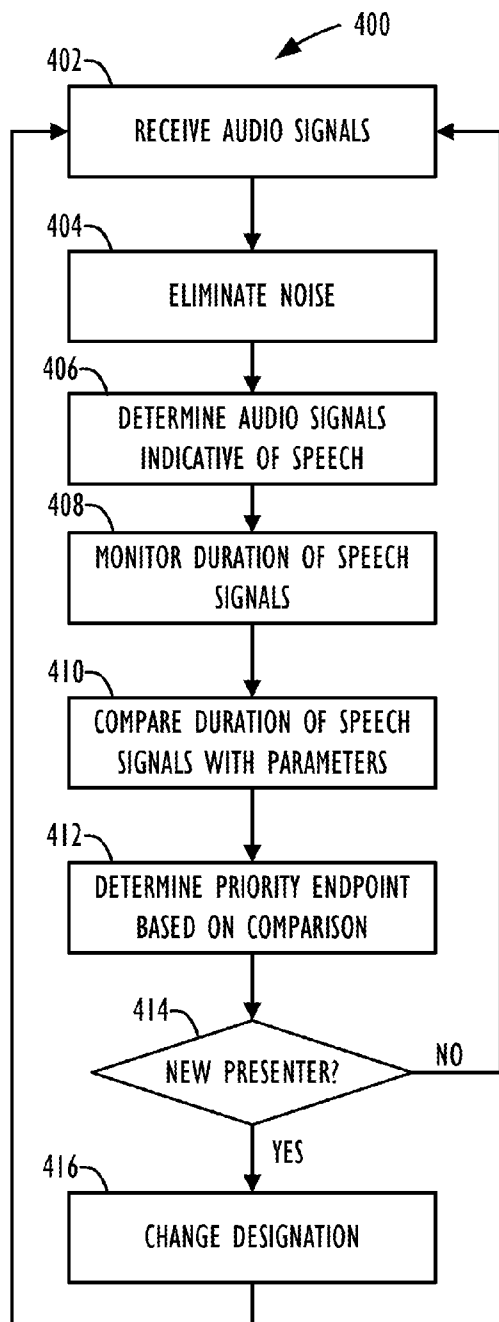 400
402
RECEIVE AUDIO SIGNALS
404
ELIMINATE NOISE
406
DETERMINE AUDIO SIGNALS
INDICATIVE OF SPEECH
408
MONITOR DURATION OF SPEECH
SIGNALS
410
COMPARE DURATION OF SPEECH
SIGNALS WITH PARAMETERS
412
DETERMINE PRIORITY ENDPOINT
BASED ON COMPARISON
414
NEW PRESENTER?
NO
YES
416
CHANGE DESIGNATION